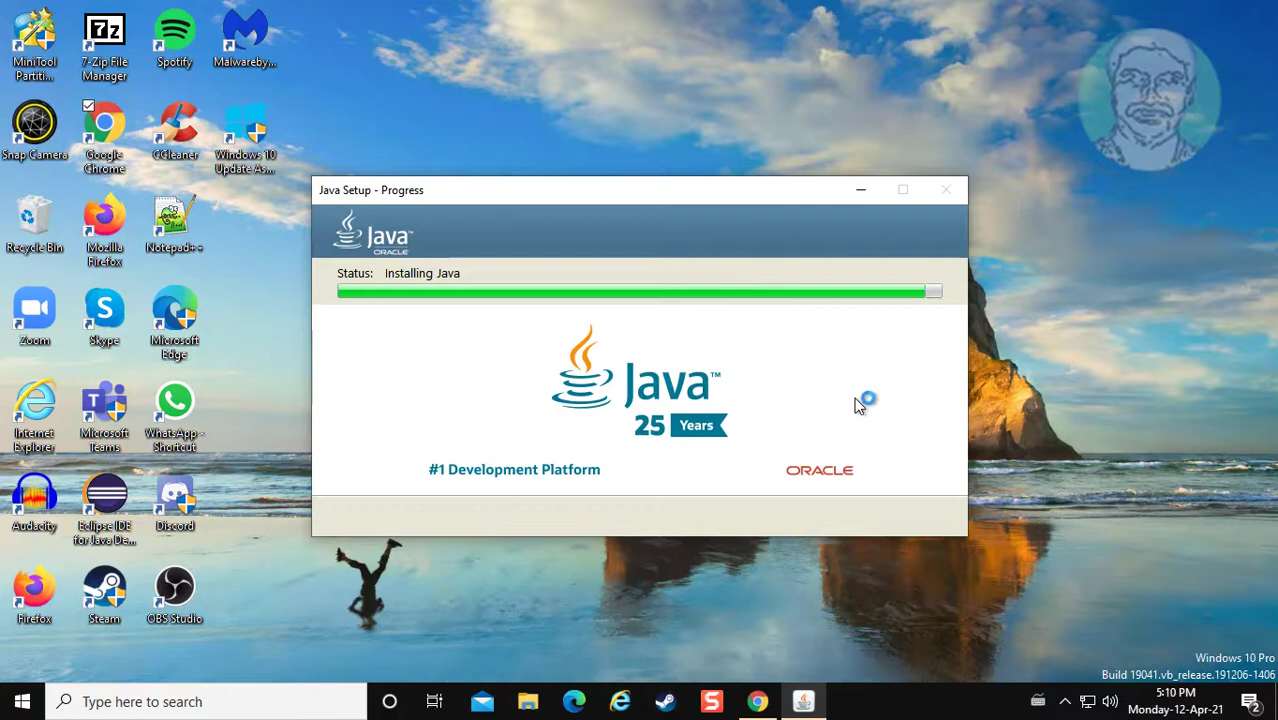 MiniTool
Partiti...
7z
7-Zip File
Manager
Spotify
Malwareby...
Snap Camera
Google
Chrome
CCleaner
Windows 10
Update As...
Recycle Bin
Mozilla
Firefox
Notepad++
Zoom
Skype
Microsoft
Edge
Internet
Explorer
Microsoft
Teams
WhatsApp -
Shortcut
Audacity
Eclipse IDE
for Java De...
Discord
Firefox
Steam
OBS Studio
Java Setup - Progress
Java™
ORACLE
Status: Installing Java
Java™
25 Years
#1 Development Platform
ORACLE
Windows 10 Pro
Build 19041.vb_release.191206-1406
Type here to search
5:10 PM
Monday-12-Apr-21
2